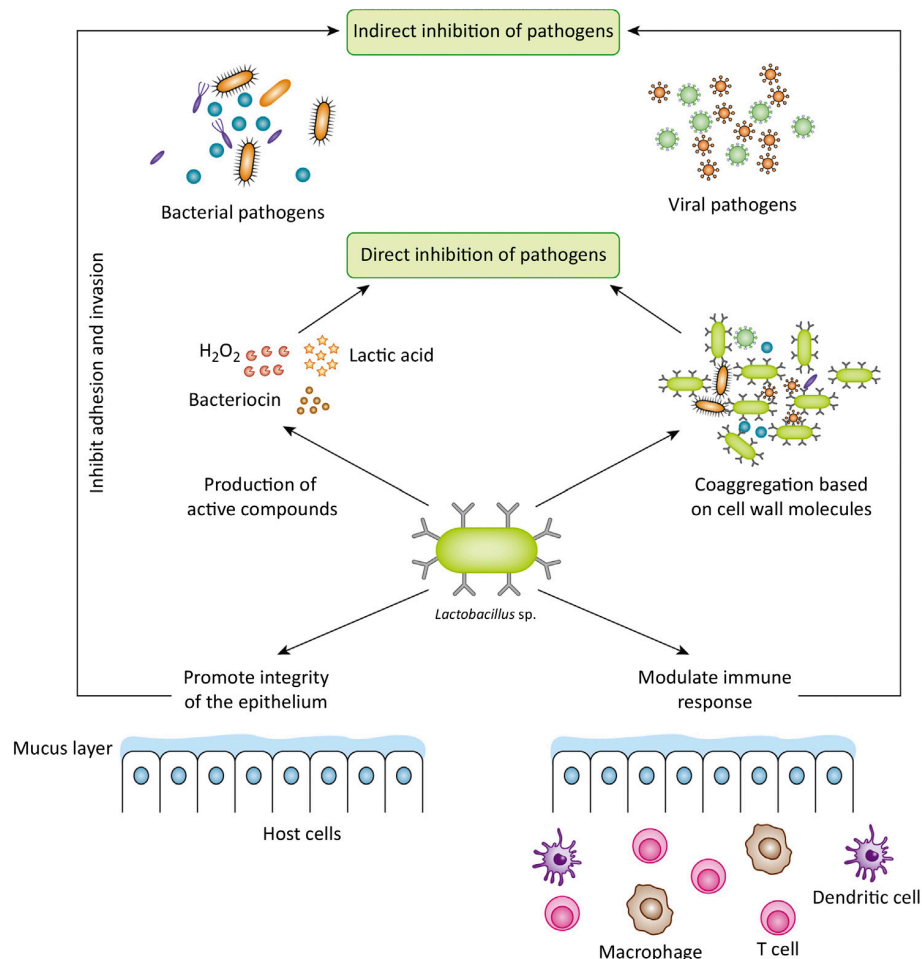 Indirect inhibition of pathogens
Bacterial pathogens
Viral pathogens
Inhibit adhesion and invasion
Direct inhibition of pathogens
H₂O₂
Lactic acid
Bacteriocin
Production of
active compounds
Coaggregation based
on cell wall molecules
Lactobacillus sp.
Promote integrity
of the epithelium
Modulate immune
response
Mucus layer
Host cells
Dendritic cell
Macrophage
T cell